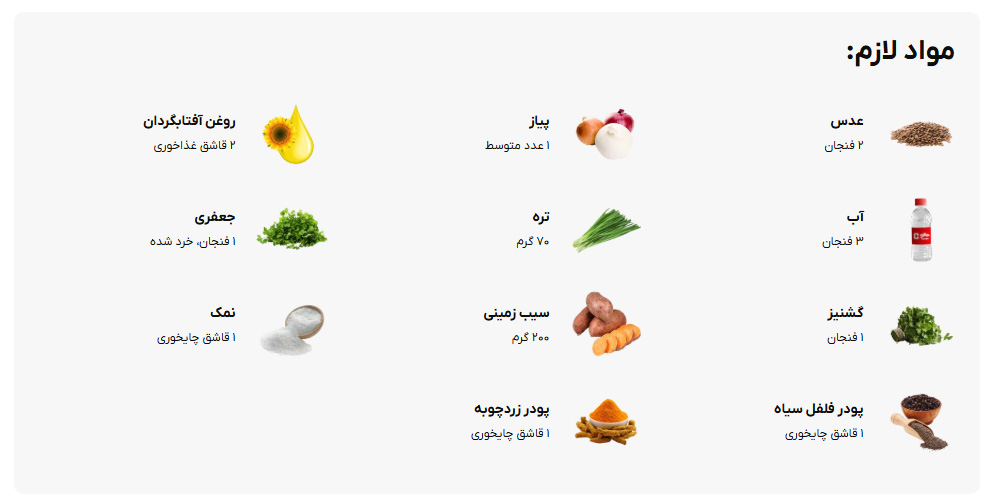 مواد لازم:
عدس
۲ فنجان
پیاز
۱ عدد متوسط
روغن آفتابگردان
۲ قاشق غذاخوری
آب
۳ فنجان
تره
۷۰ گرم
جعفری
۱ فنجان، خرد شده
گشنیز
۱ فنجان
سیب زمینی
۲۰۰ گرم
نمک
۱ قاشق چایخوری
پودر فلفل سیاه
۱ قاشق چایخوری
پودر زردچوبه
۱ قاشق چایخوری